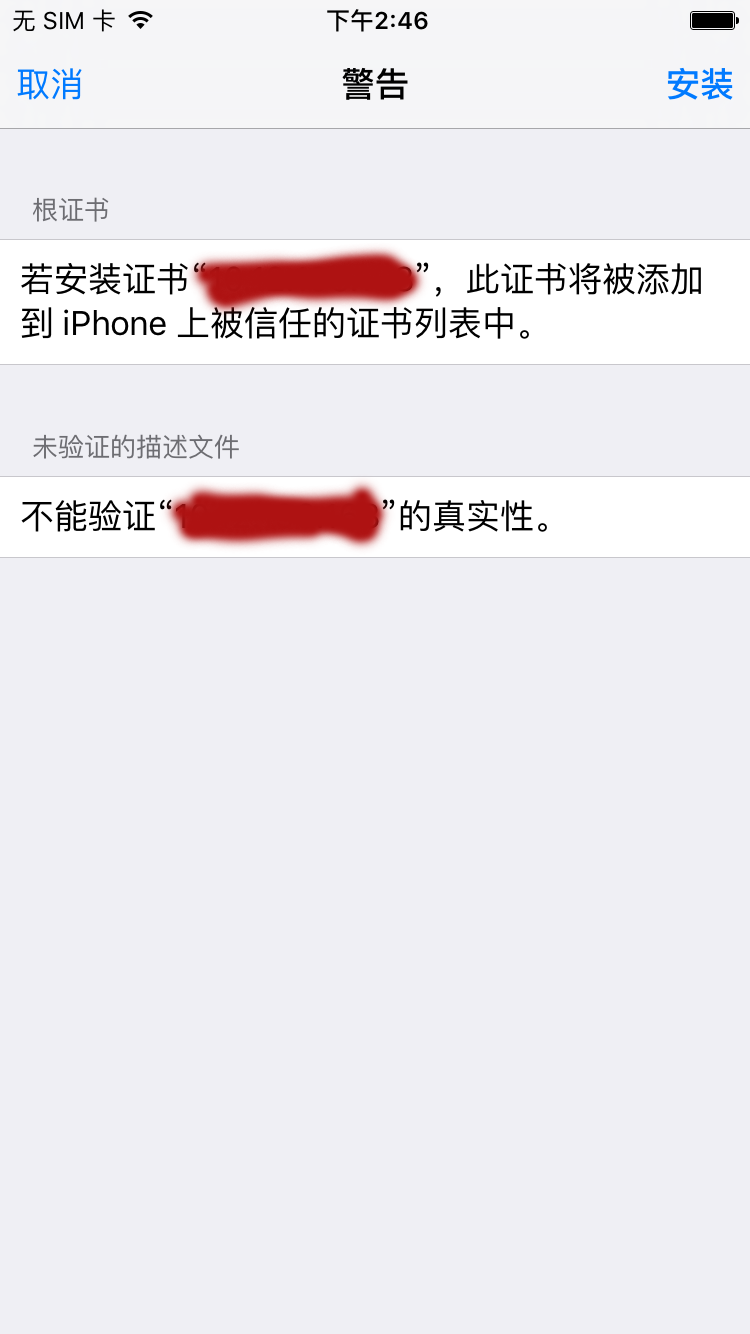 无 SIM 卡
下午2:46
取消
警告
安装
根证书
若安装证书“”，此证书将被添加
到 iPhone 上被信任的证书列表中。
未验证的描述文件
不能验证“”的真实性。